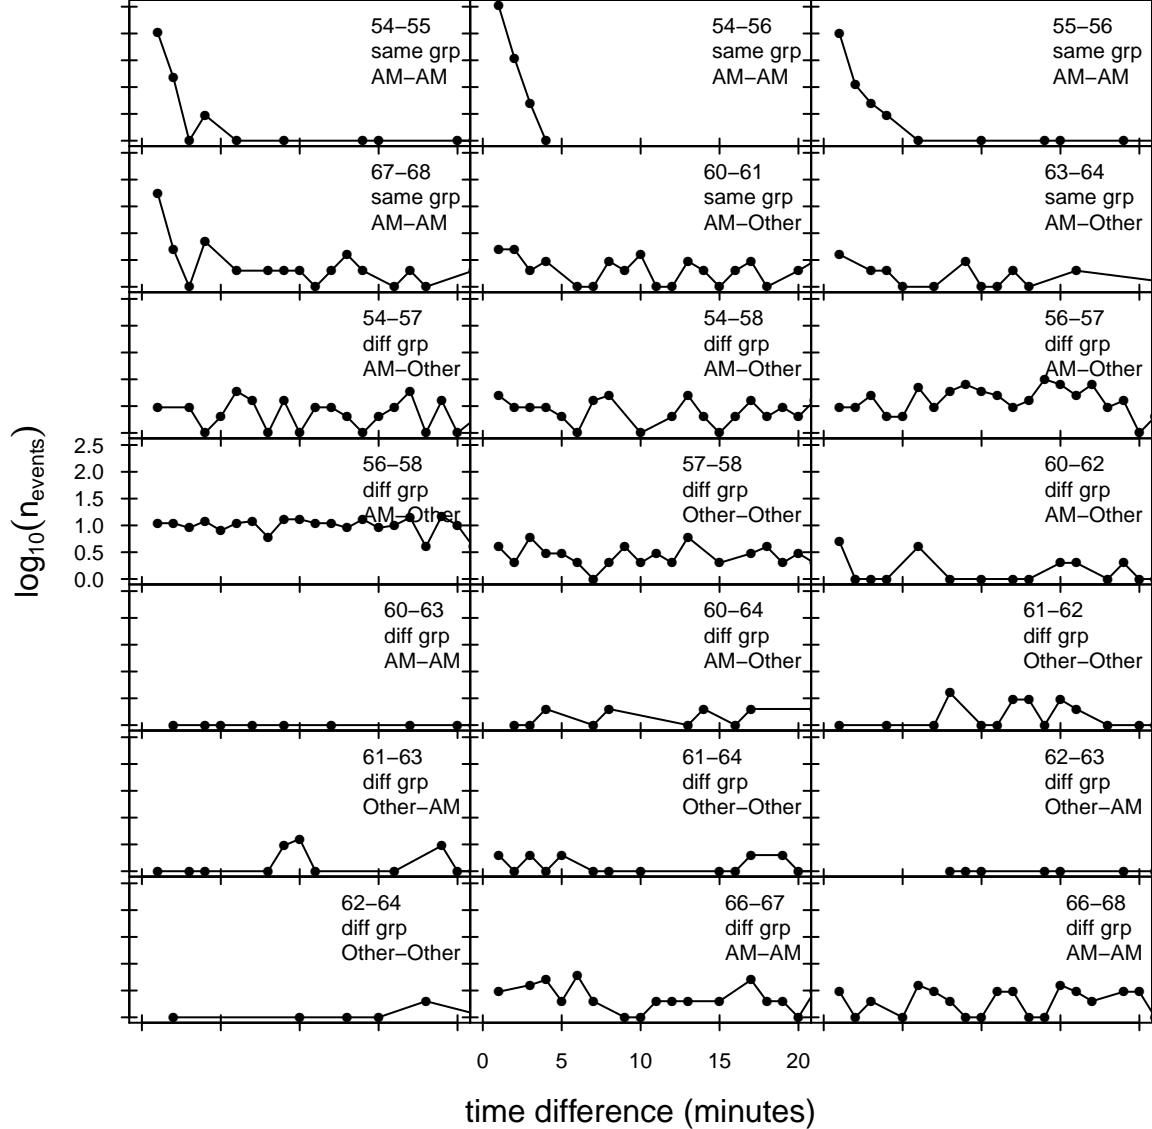 54−55
same grp
AM−AM
54−56
same grp
AM−AM
55−56
same grp
AM−AM
67−68
same grp
AM−AM
60−61
same grp
AM−Other
63−64
same grp
AM−Other
54−57
diff grp
AM−Other
54−58
diff grp
AM−Other
56−57
diff grp
AM−Other
56−58
diff grp
AM−Other
57−58
diff grp
Other−Other
60−62
diff grp
AM−Other
2.5
2.0
1.5
1.0
0.5
0.0
log10(nevents)
60−63
diff grp
AM−AM
60−64
diff grp
AM−Other
61−62
diff grp
Other−Other
61−63
diff grp
Other−AM
61−64
diff grp
Other−Other
62−63
diff grp
Other−AM
62−64
diff grp
Other−Other
66−67
diff grp
AM−AM
66−68
diff grp
AM−AM
0 5 10 15 20
time difference (minutes)